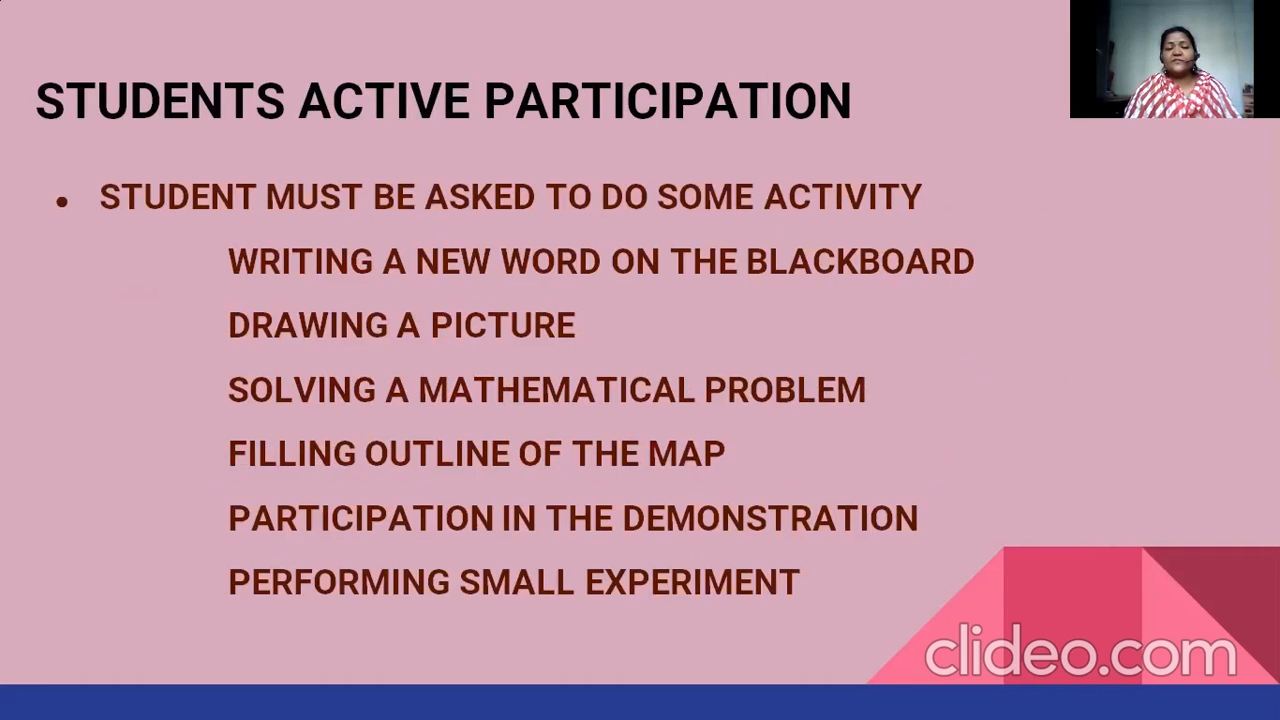 STUDENTS ACTIVE PARTICIPATION
• STUDENT MUST BE ASKED TO DO SOME ACTIVITY
WRITING A NEW WORD ON THE BLACKBOARD
DRAWING A PICTURE
SOLVING A MATHEMATICAL PROBLEM
FILLING OUTLINE OF THE MAP
PARTICIPATION IN THE DEMONSTRATION
PERFORMING SMALL EXPERIMENT
clideo.com